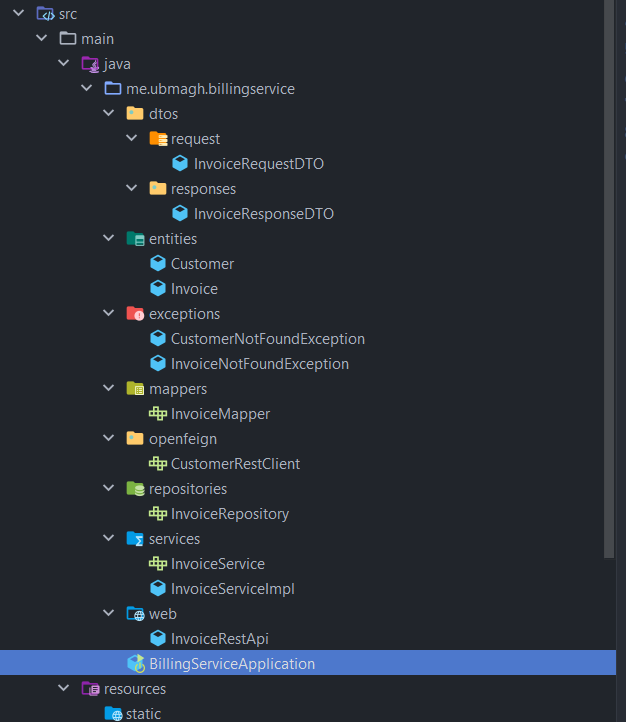 src
main
java
me.ubmagh.billingservice
dtos
request
InvoiceRequestDTO
responses
InvoiceResponseDTO
entities
Customer
Invoice
exceptions
CustomerNotFoundException
InvoiceNotFoundException
mappers
InvoiceMapper
openfeign
CustomerRestClient
repositories
InvoiceRepository
services
InvoiceService
InvoiceServiceImpl
web
InvoiceRestApi
BillingServiceApplication
resources
static